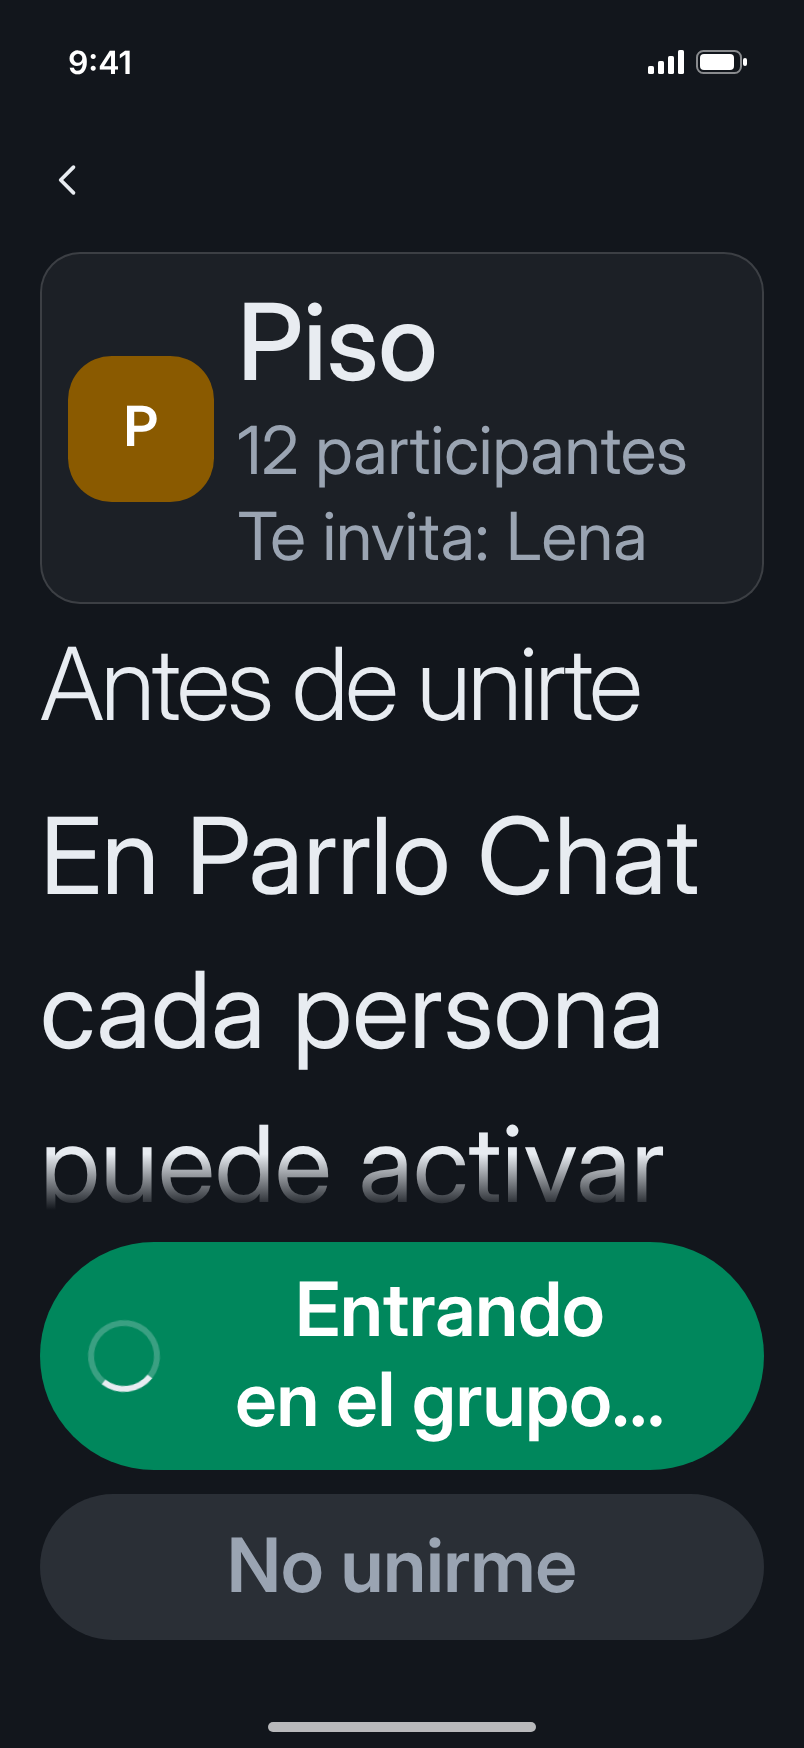 9:41
P
Piso
12 participantes
Te invita: Lena
Antes de unirte
En Parrlo Chat
cada persona
puede activar
Entrando
en el grupo...
No unirme